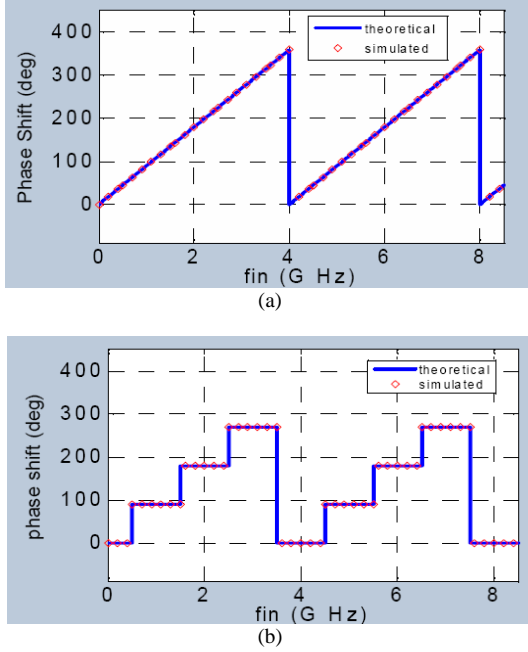 400
300
200
100
0
Phase Shift (deg)
theoretical
simulated
0 2 4 6 8
fin (G Hz)
(a)
400
300
200
100
0
phase shift (deg)
theoretical
simulated
0 2 4 6 8
fin (G Hz)
(b)